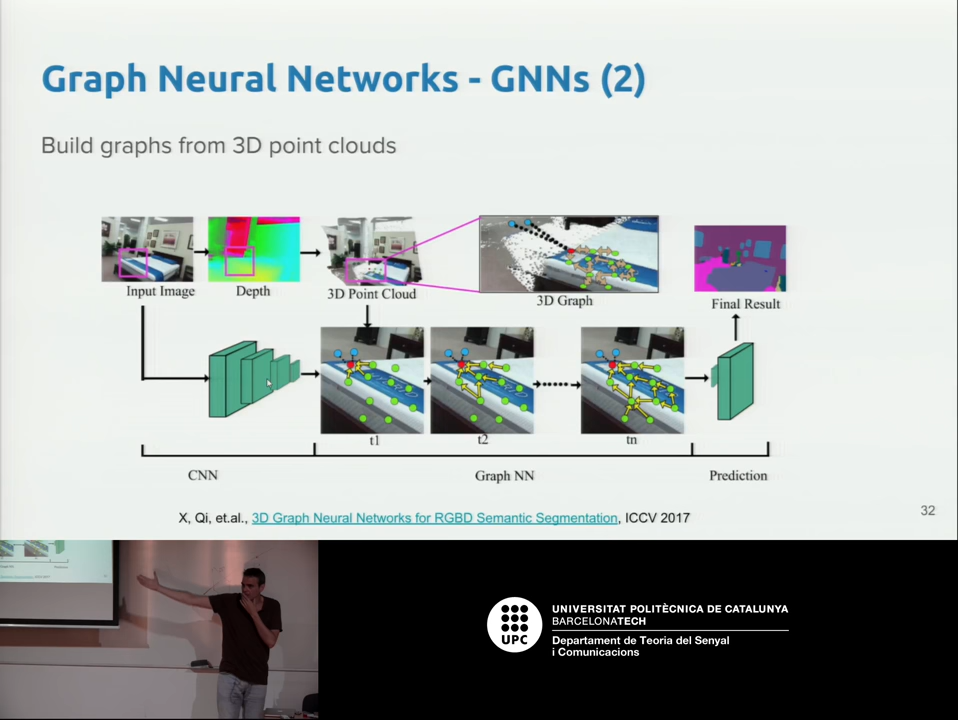 Graph Neural Networks - GNNs (2)
Build graphs from 3D point clouds
Input Image
Depth
3D Point Cloud
3D Graph
Final Result
t1
t2
tn
CNN
Graph NN
Prediction
X, Qi, et.al., 3D Graph Neural Networks for RGBD Semantic Segmentation, ICCV 2017
32
UPC
UNIVERSITAT POLITÈCNICA DE CATALUNYA
BARCELONATECH
Departament de Teoria del Senyal
i Comunicacions